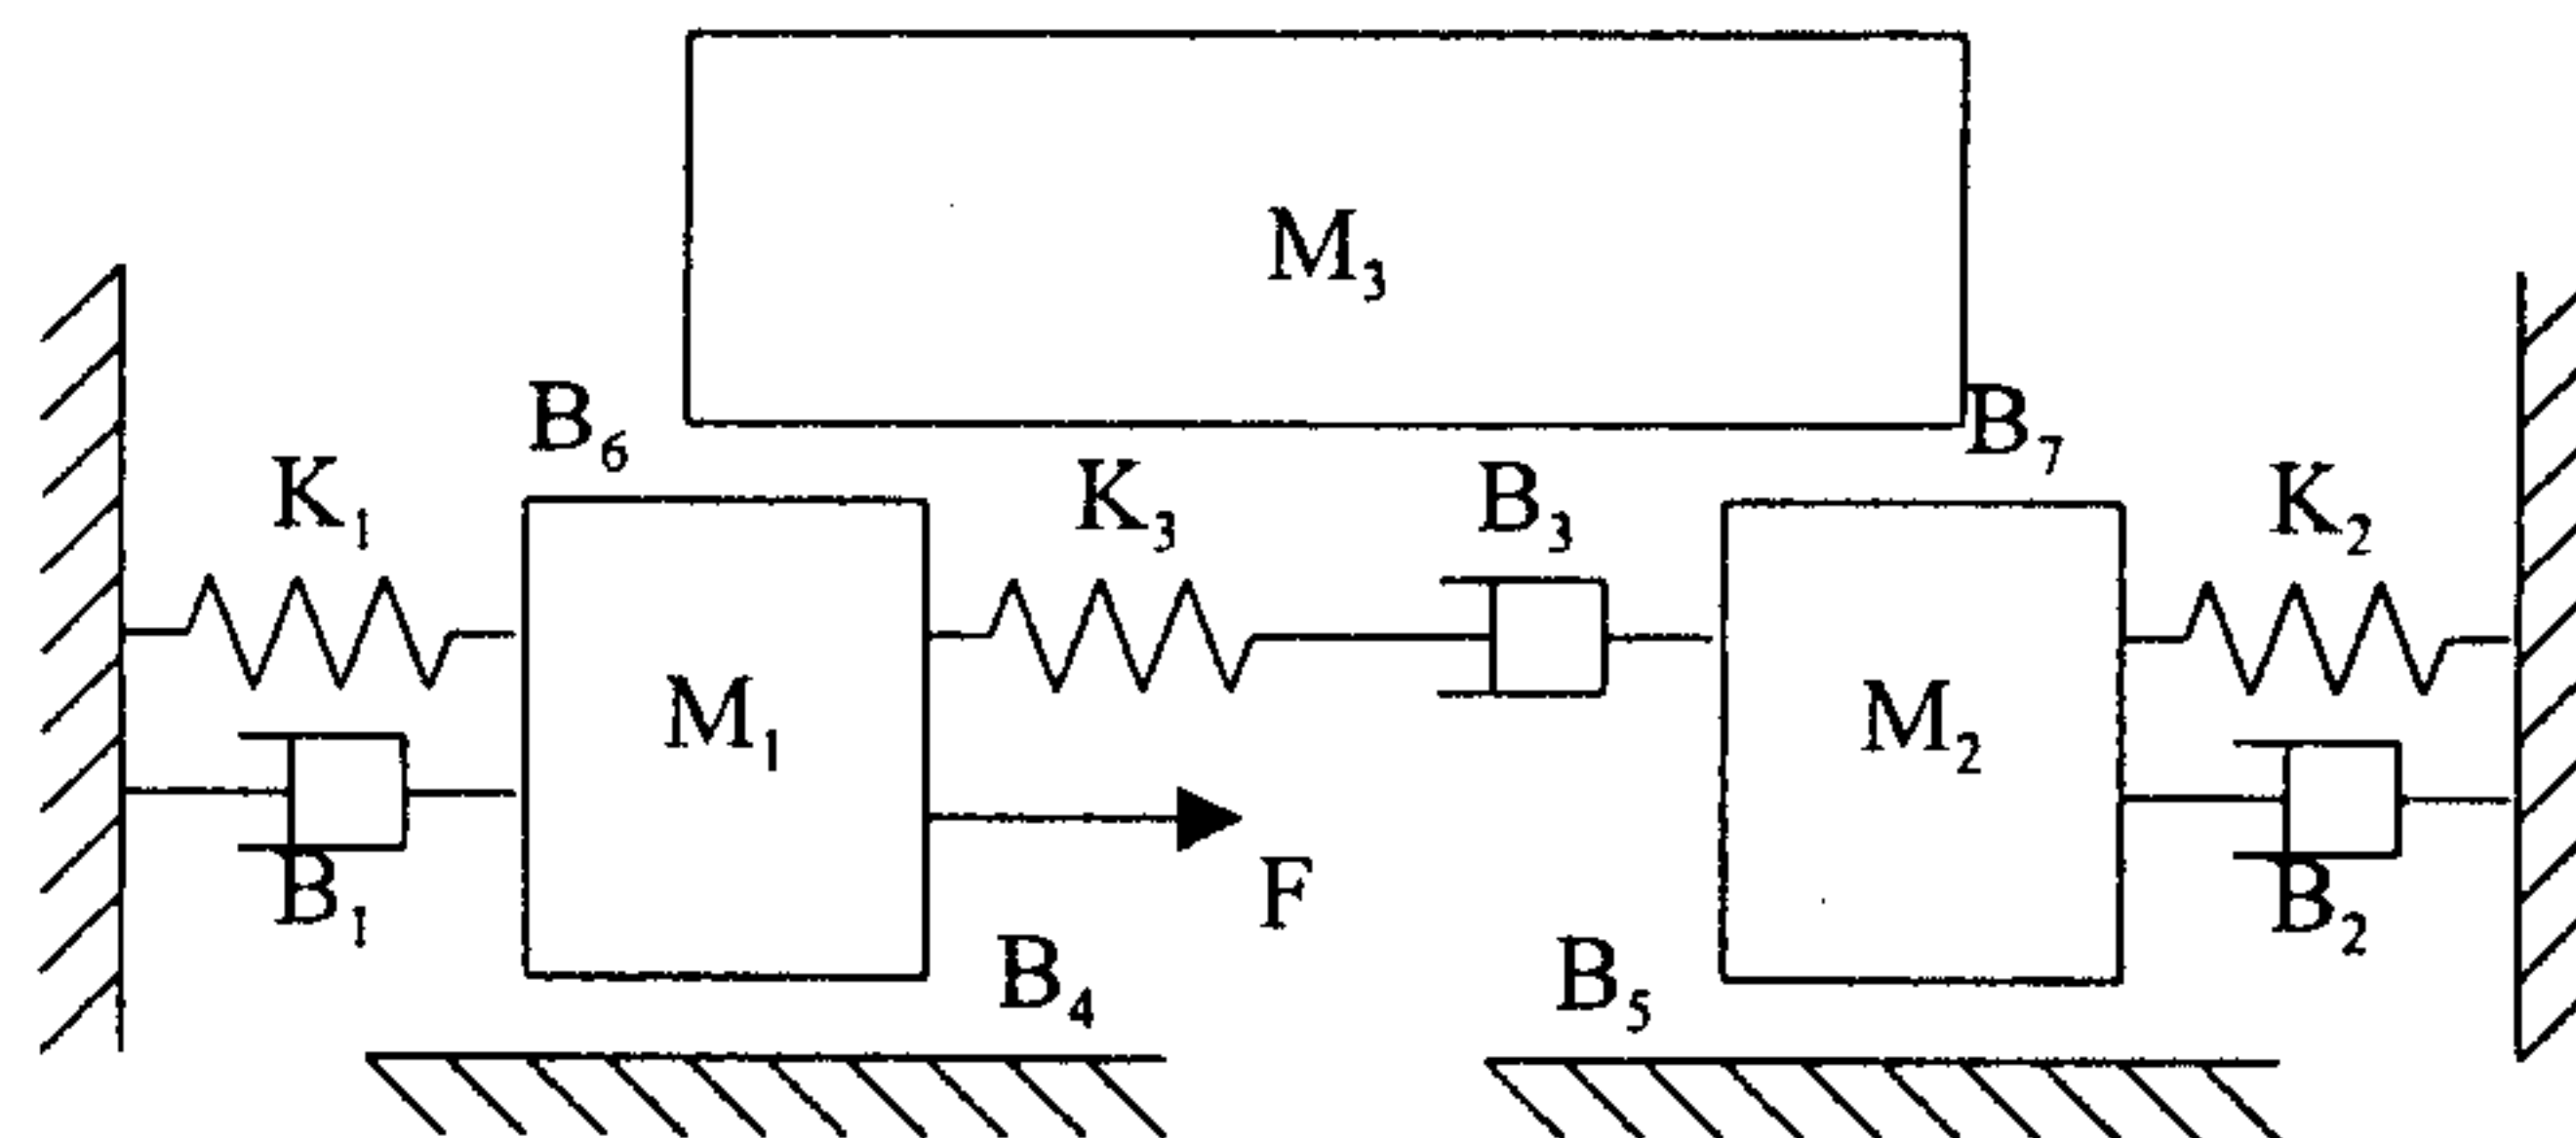 M₃
B₆
B₇
K₁
K₃
B₃
K₂
M₁
M₂
B₁
F
B₂
B₄
B₅